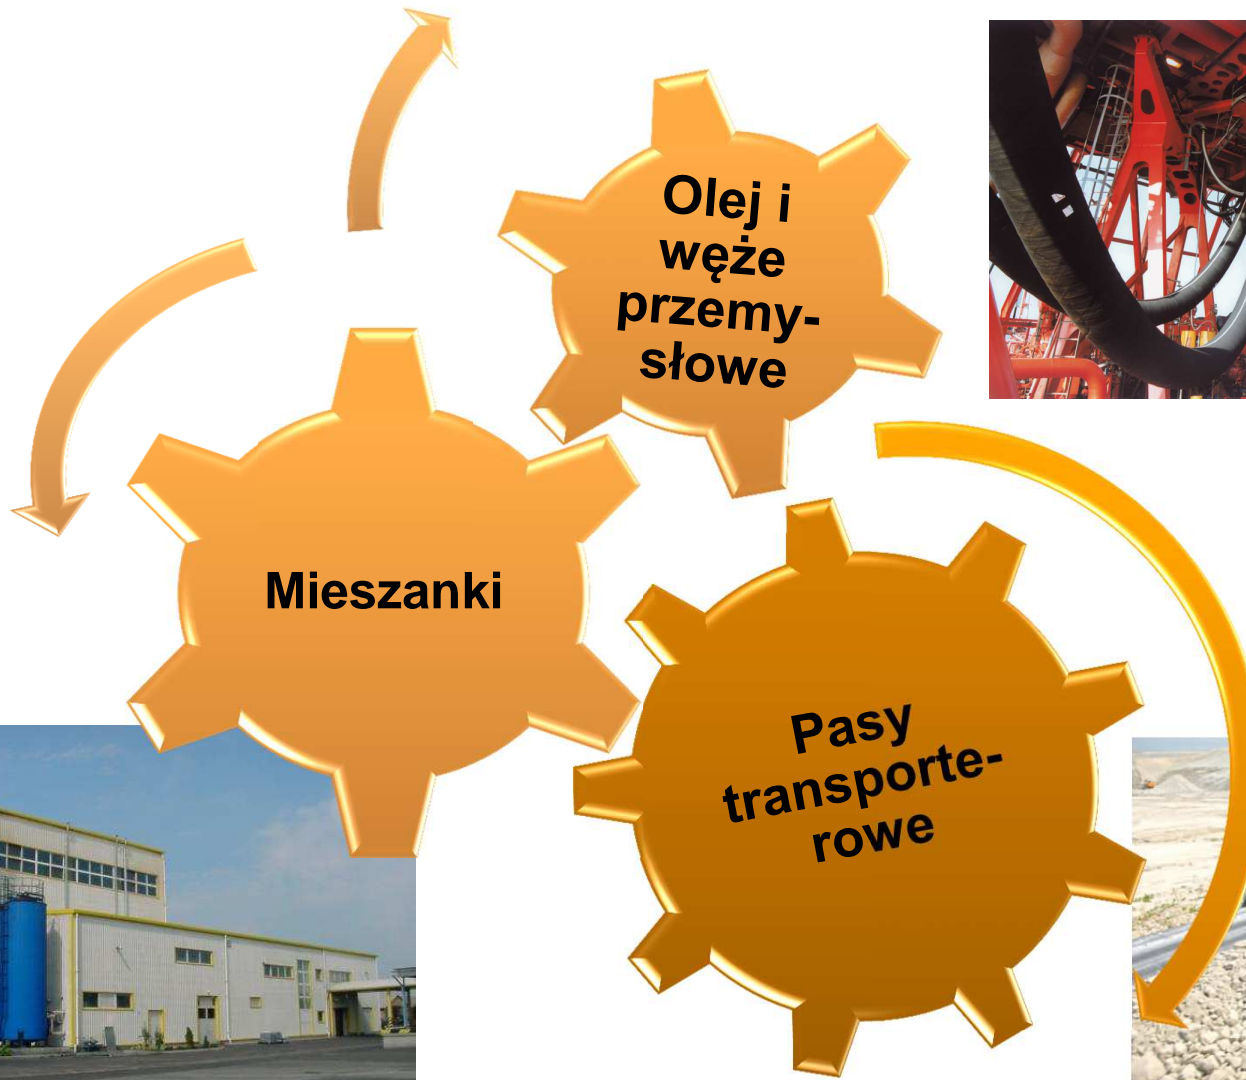 Olej i
węże
przemy-
słowe
Mieszanki
Pasy
transporte-
rowe